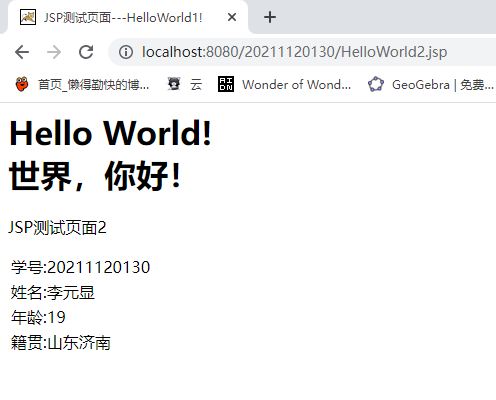 JSP测试页面---HelloWorld1!
localhost:8080/20211120130/HelloWorld2.jsp
首页_懒得勤快的博... 云 Wonder of Wond... GeoGebra | 免费...
Hello World!
世界，你好！
JSP测试页面2
学号:20211120130
姓名:李元显
年龄:19
籍贯:山东济南